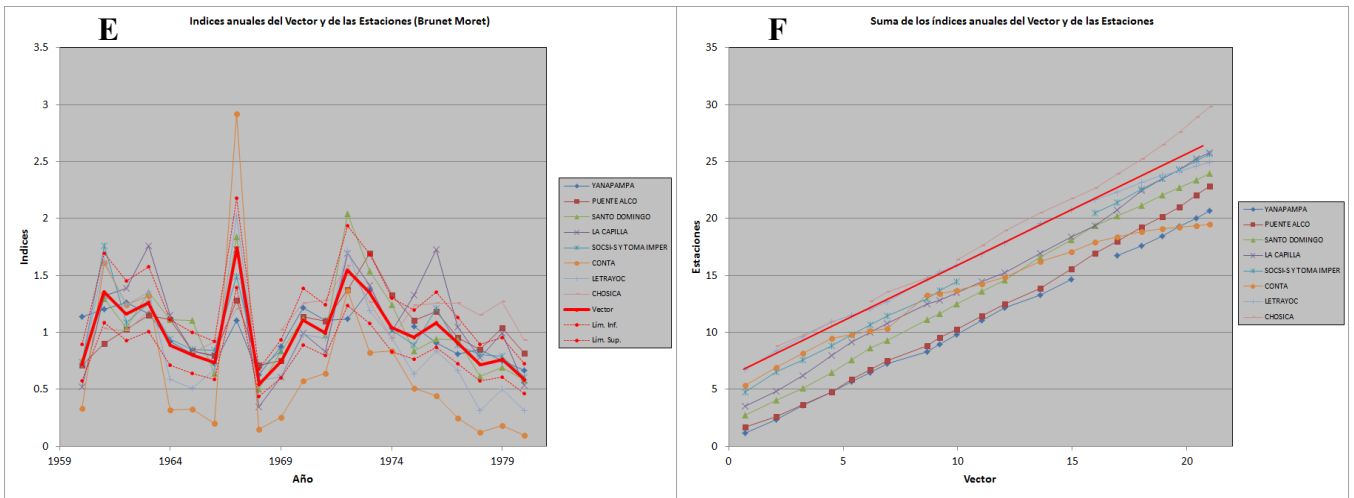 E
Indices anuales del Vector y de las Estaciones (Brunet Moret)
3.5
3
2.5
2
1.5
1
0.5
0
Indices
1959
1964
1969
1974
1979
Año
YANAPAMPA
PUENTE ALCO
SANTO DOMINGO
LA CAPILLA
SOCSI-S Y TOMA IMPER
CONTA
LETRAYOC
CHOSICA
Vector
Lim. Inf.
Lim. Sup.
F
Suma de los índices anuales del Vector y de las Estaciones
35
30
25
20
15
10
5
0
Estaciones
0
5
10
15
20
Vector
YANAPAMPA
PUENTE ALCO
SANTO DOMINGO
LA CAPILLA
SOCSI-S Y TOMA IMPER
CONTA
LETRAYOC
CHOSICA